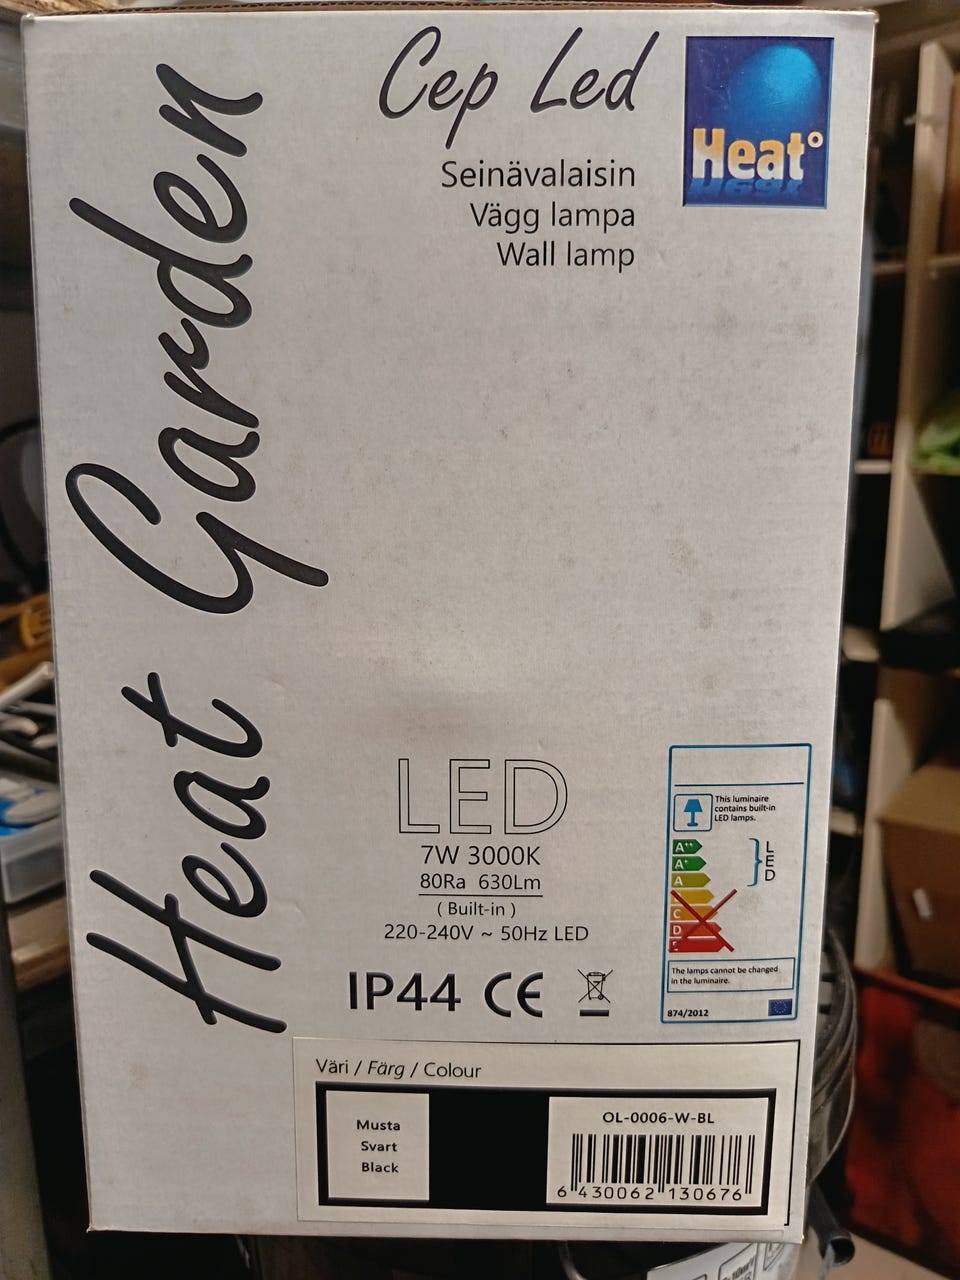 Heat Garden
Cep Led
Heat°
Seinävalaisin
Vägg lampa
Wall lamp
LED
7W 3000K
80Ra 630Lm
( Built-in )
220-240V ~ 50Hz LED
IP44 CE
This luminaire
contains built-in
LED lamps.
A++
A+
A
C
D
LED
The lamps cannot be changed
in the luminaire.
874/2012
Väri / Färg / Colour
Musta
Svart
Black
OL-0006-W-BL
6 430062 130676